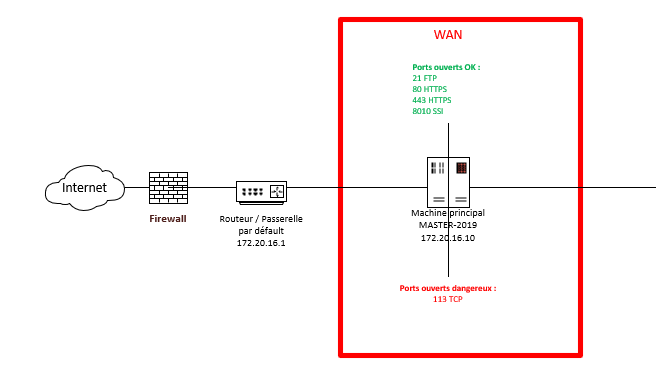 WAN
Ports ouverts OK :
21 FTP
80 HTTPS
443 HTTPS
8010 SSI
Internet
Firewall
Routeur / Passerelle
par défault
172.20.16.1
Machine principal
MASTER-2019
172.20.16.10
Ports ouverts dangereux :
113 TCP